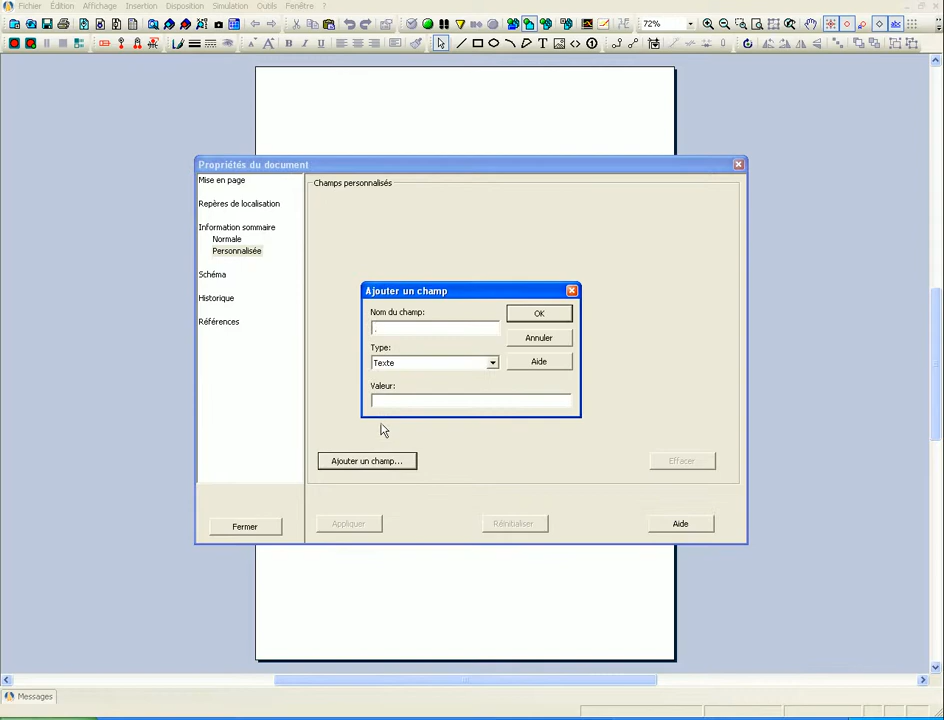 Fichier Édition Affichage Insertion Disposition Simulation Outils Fenêtre ?
72%
A A B I U
T
Propriétés du document
Mise en page
Repères de localisation
Information sommaire
Normale
Personnalisée
Schéma
Historique
Références
Fermer
Champs personnalisés
Ajouter un champ
Nom du champ:
.
Type:
Texte
Valeur:
OK
Annuler
Aide
Ajouter un champ...
Effacer
Appliquer
Réinitialiser
Aide
Messages